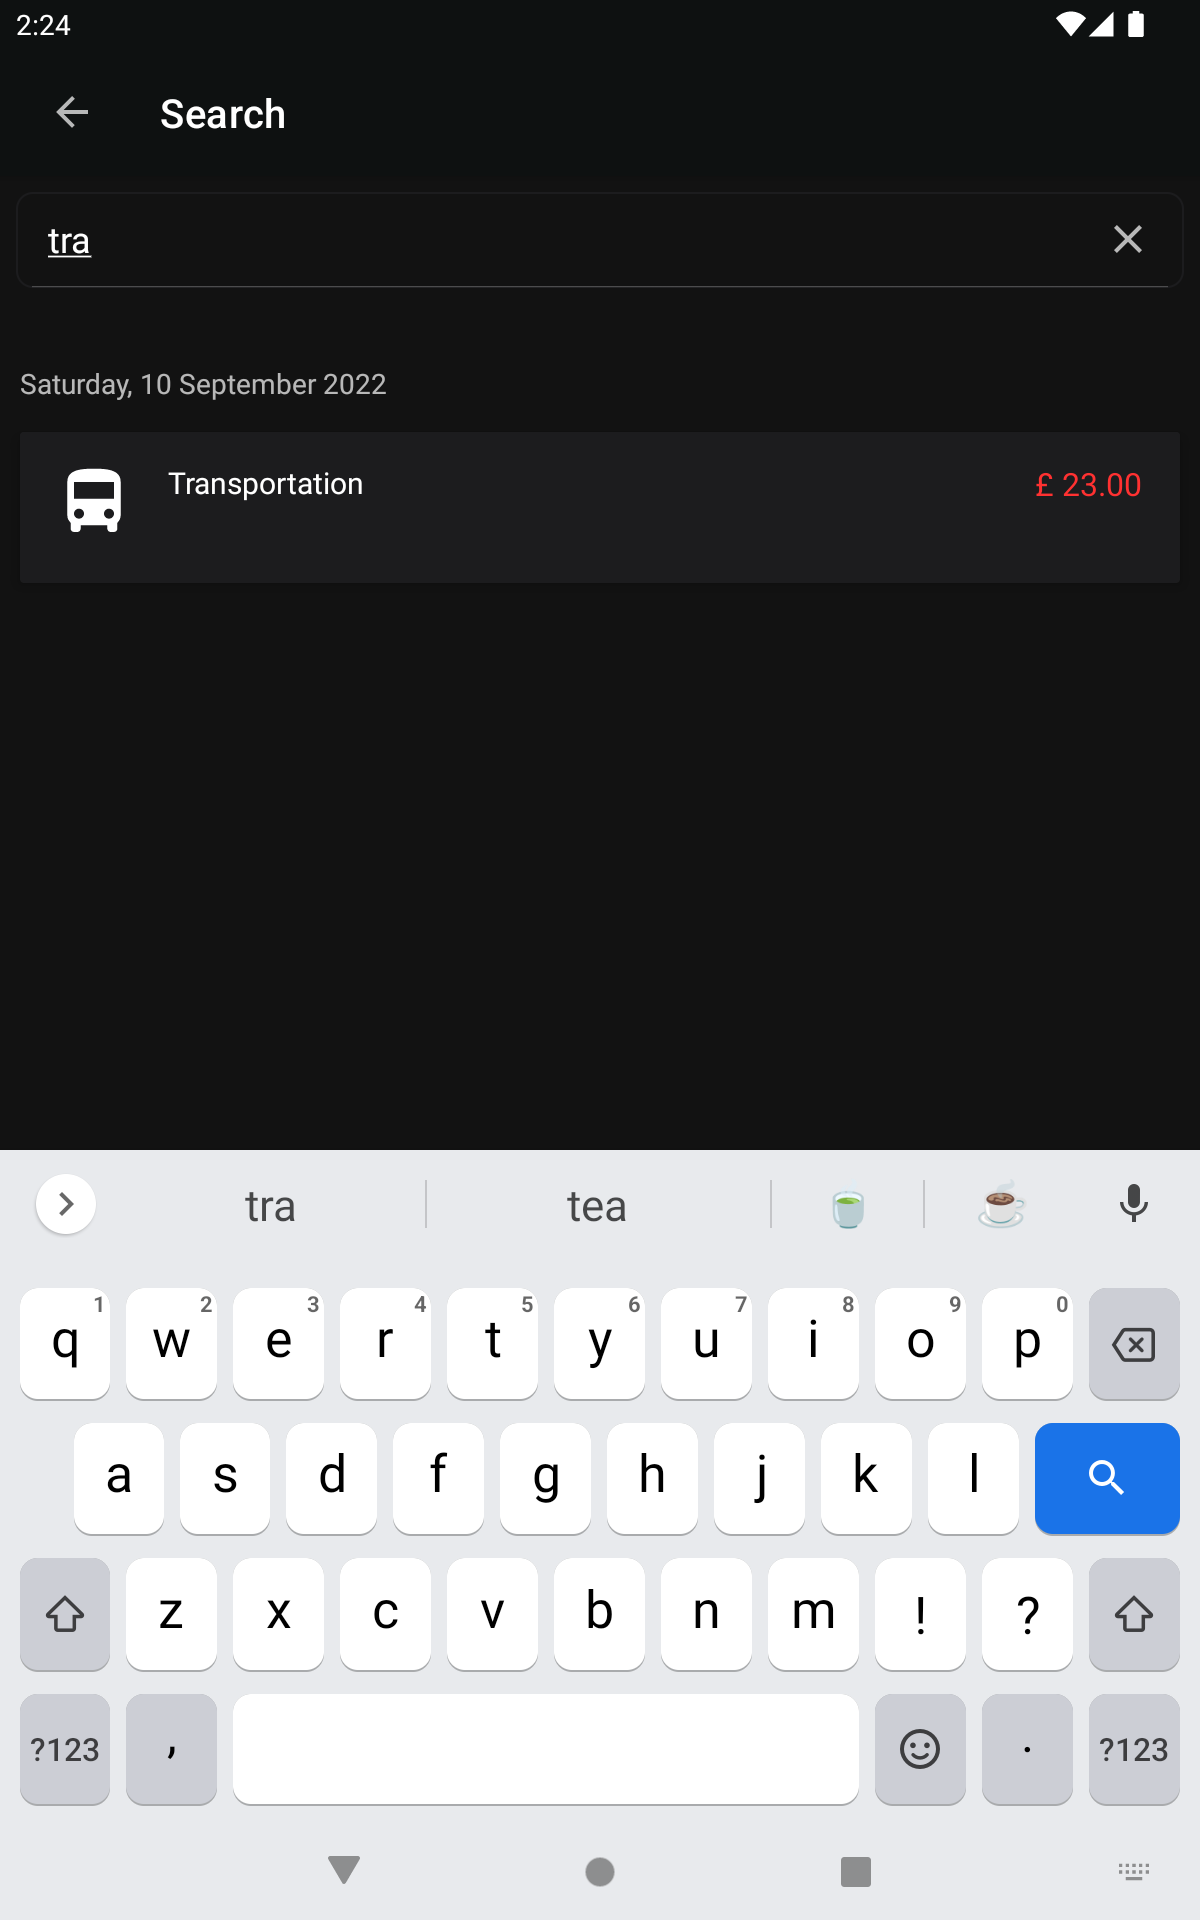 2:24
Search
tra
Saturday, 10 September 2022
Transportation £ 23.00
tra tea
q 1 w 2 e 3 r 4 t 5 y 6 u 7 i 8 o 9 p 0
a s d f g h j k l
z x c v b n m ! ?
?123 , . ?123